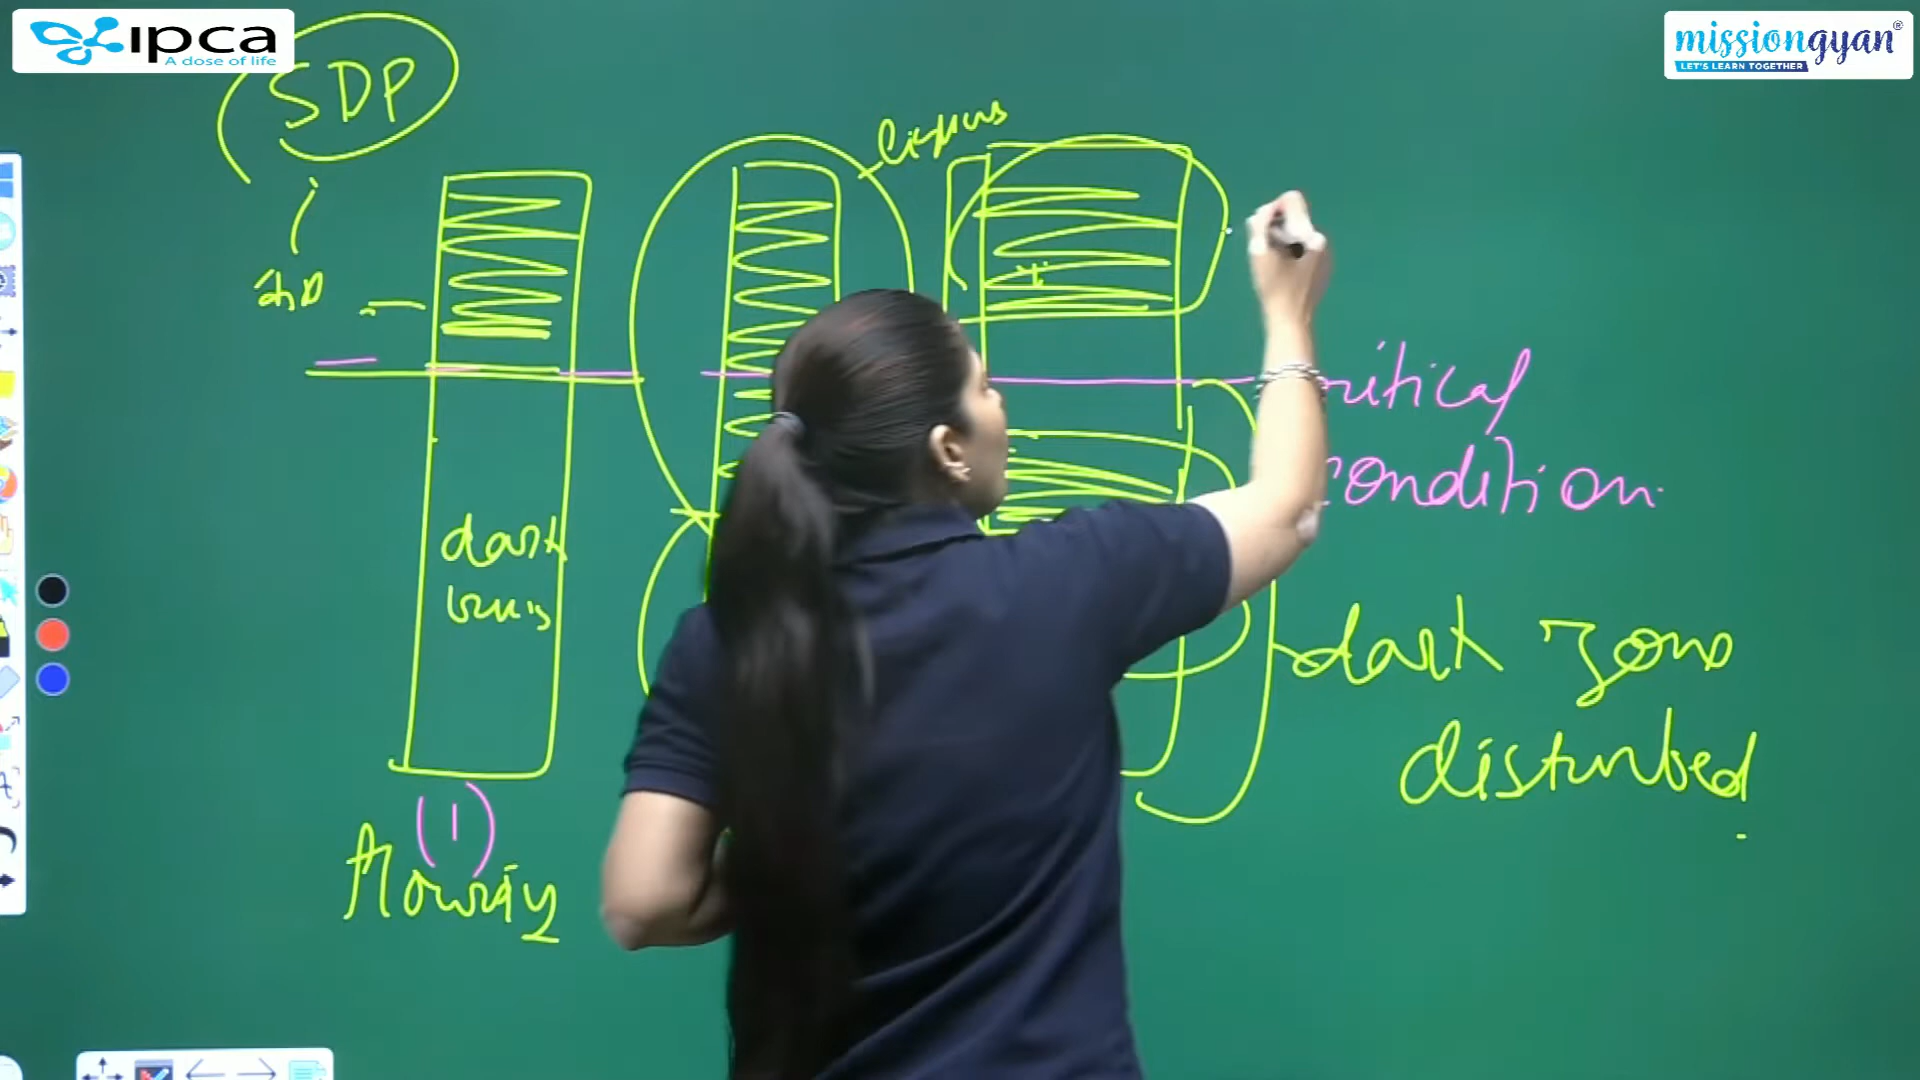 ipca
A dose of life
missiongyan®
LET'S LEARN TOGETHER
SDP
critical
condition.
dark
dark zone
disturbed
(1)